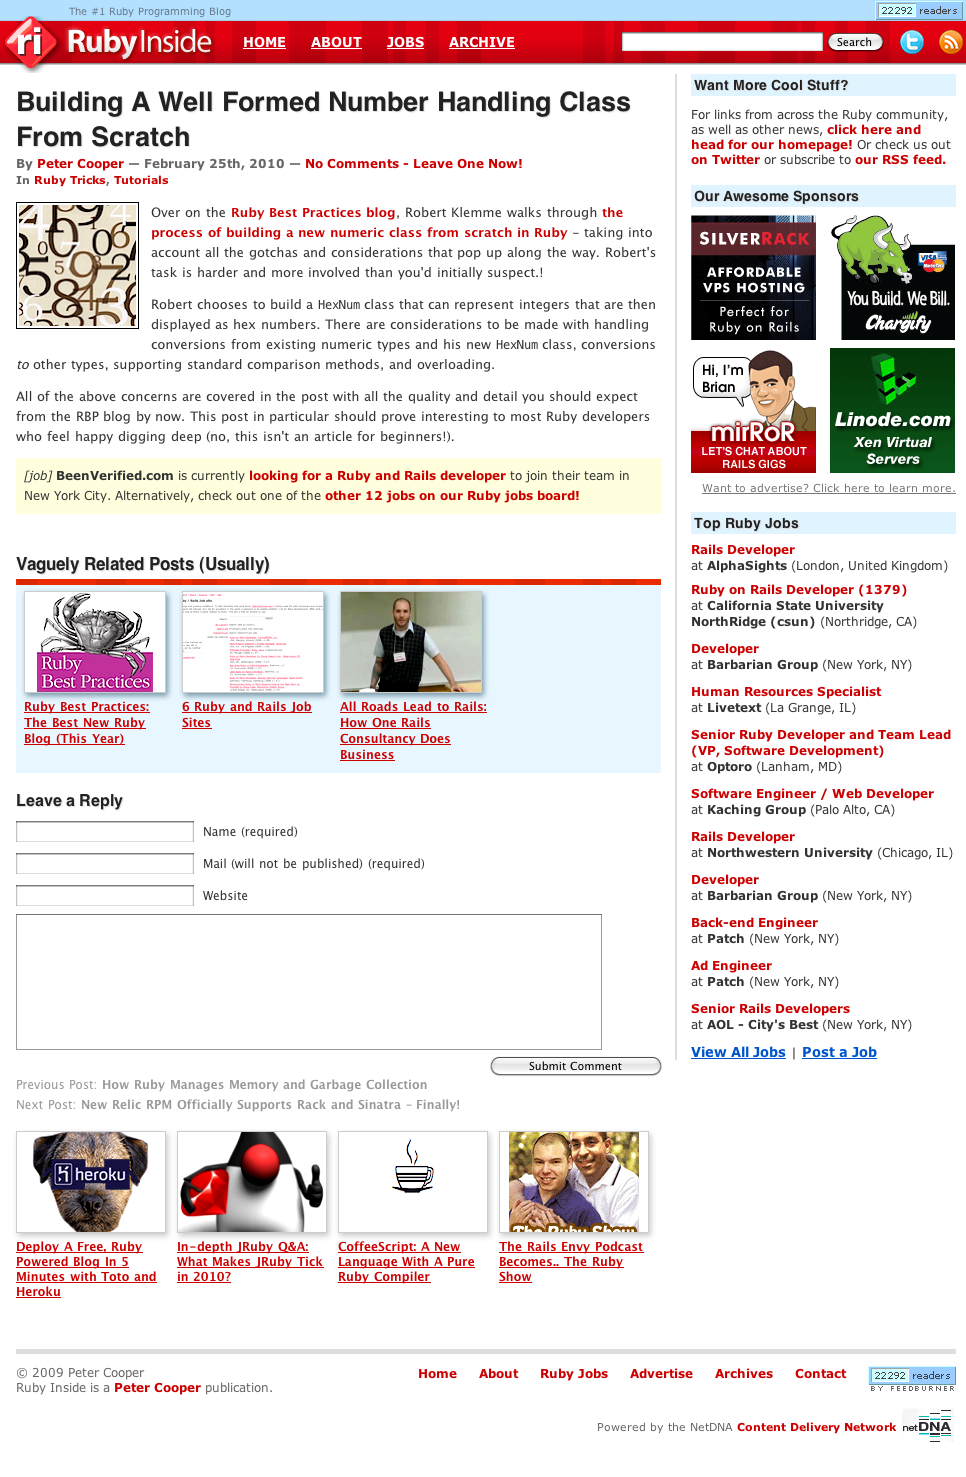 The #1 Ruby Programming Blog
22292 readers
ri RubyInside
HOME ABOUT JOBS ARCHIVE
Search
Building A Well Formed Number Handling Class
From Scratch
By Peter Cooper — February 25th, 2010 — No Comments - Leave One Now!
In Ruby Tricks, Tutorials
Over on the Ruby Best Practices blog, Robert Klemme walks through the
process of building a new numeric class from scratch in Ruby – taking into
account all the gotchas and considerations that pop up along the way. Robert's
task is harder and more involved than you'd initially suspect.!
Robert chooses to build a HexNum class that can represent integers that are then
displayed as hex numbers. There are considerations to be made with handling
conversions from existing numeric types and his new HexNum class, conversions
to other types, supporting standard comparison methods, and overloading.
All of the above concerns are covered in the post with all the quality and detail you should expect
from the RBP blog by now. This post in particular should prove interesting to most Ruby developers
who feel happy digging deep (no, this isn't an article for beginners!).
[job] BeenVerified.com is currently looking for a Ruby and Rails developer to join their team in
New York City. Alternatively, check out one of the other 12 jobs on our Ruby jobs board!
Vaguely Related Posts (Usually)
Ruby
Best Practices
Ruby Best Practices:
The Best New Ruby
Blog (This Year)
6 Ruby and Rails Job
Sites
All Roads Lead to Rails:
How One Rails
Consultancy Does
Business
Leave a Reply
Name (required)
Mail (will not be published) (required)
Website
Submit Comment
Previous Post: How Ruby Manages Memory and Garbage Collection
Next Post: New Relic RPM Officially Supports Rack and Sinatra – Finally!
heroku
The Ruby Show
Deploy A Free, Ruby
Powered Blog In 5
Minutes with Toto and
Heroku
In-depth JRuby Q&A:
What Makes JRuby Tick
in 2010?
CoffeeScript: A New
Language With A Pure
Ruby Compiler
The Rails Envy Podcast
Becomes.. The Ruby
Show
Want More Cool Stuff?
For links from across the Ruby community,
as well as other news, click here and
head for our homepage! Or check us out
on Twitter or subscribe to our RSS feed.
Our Awesome Sponsors
SILVERRACK
AFFORDABLE
VPS HOSTING
Perfect for
Ruby on Rails
VISA MasterCard
You Build. We Bill.
Chargify
Hi, I'm
Brian
mirRoR
LET'S CHAT ABOUT
RAILS GIGS
Linode.com
Xen Virtual
Servers
Want to advertise? Click here to learn more.
Top Ruby Jobs
Rails Developer
at AlphaSights (London, United Kingdom)
Ruby on Rails Developer (1379)
at California State University
NorthRidge (csun) (Northridge, CA)
Developer
at Barbarian Group (New York, NY)
Human Resources Specialist
at Livetext (La Grange, IL)
Senior Ruby Developer and Team Lead
(VP, Software Development)
at Optoro (Lanham, MD)
Software Engineer / Web Developer
at Kaching Group (Palo Alto, CA)
Rails Developer
at Northwestern University (Chicago, IL)
Developer
at Barbarian Group (New York, NY)
Back-end Engineer
at Patch (New York, NY)
Ad Engineer
at Patch (New York, NY)
Senior Rails Developers
at AOL - City's Best (New York, NY)
View All Jobs | Post a Job
© 2009 Peter Cooper
Ruby Inside is a Peter Cooper publication.
Home About Ruby Jobs Advertise Archives Contact
22292 readers
BY FEEDBURNER
Powered by the NetDNA Content Delivery Network
netDNA